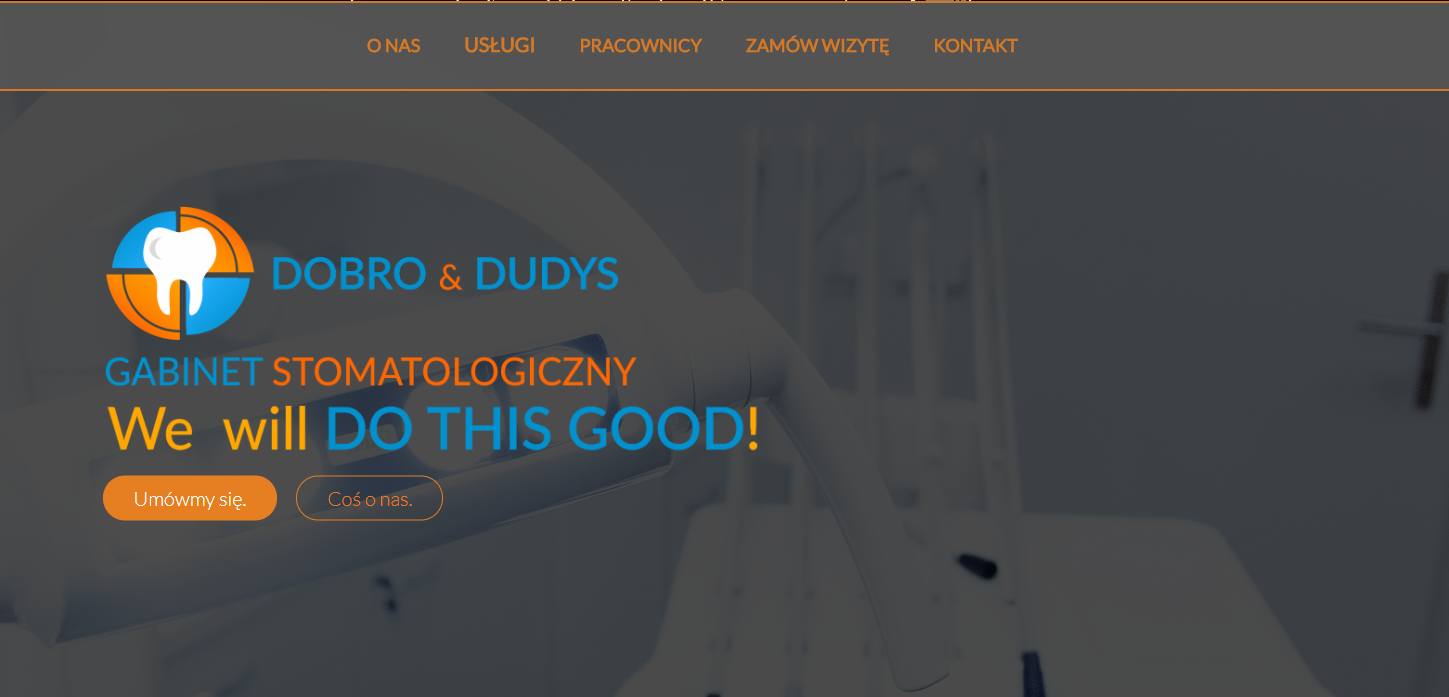 O NAS USŁUGI PRACOWNICY ZAMÓW WIZYTĘ KONTAKT
DOBRO & DUDYS
GABINET STOMATOLOGICZNY
We will DO THIS GOOD!
Umówmy się. Coś o nas.